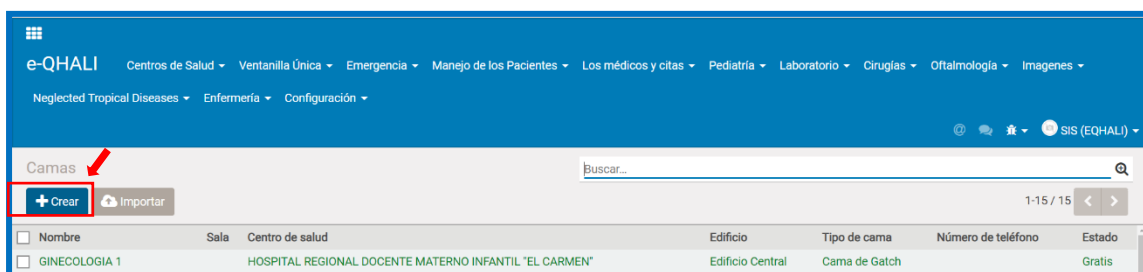 e-QHALI Centros de Salud Ventanilla Única Emergencia Manejo de los Pacientes Los médicos y citas Pediatría Laboratorio Cirugías Oftalmología Imagenes
Neglected Tropical Diseases Enfermería Configuración
@ SIS (EQHALI)
Camas Buscar...
Crear Importar 1-15 / 15
Nombre Sala Centro de salud Edificio Tipo de cama Número de teléfono Estado
GINECOLOGIA 1 HOSPITAL REGIONAL DOCENTE MATERNO INFANTIL "EL CARMEN" Edificio Central Cama de Gatch Gratis